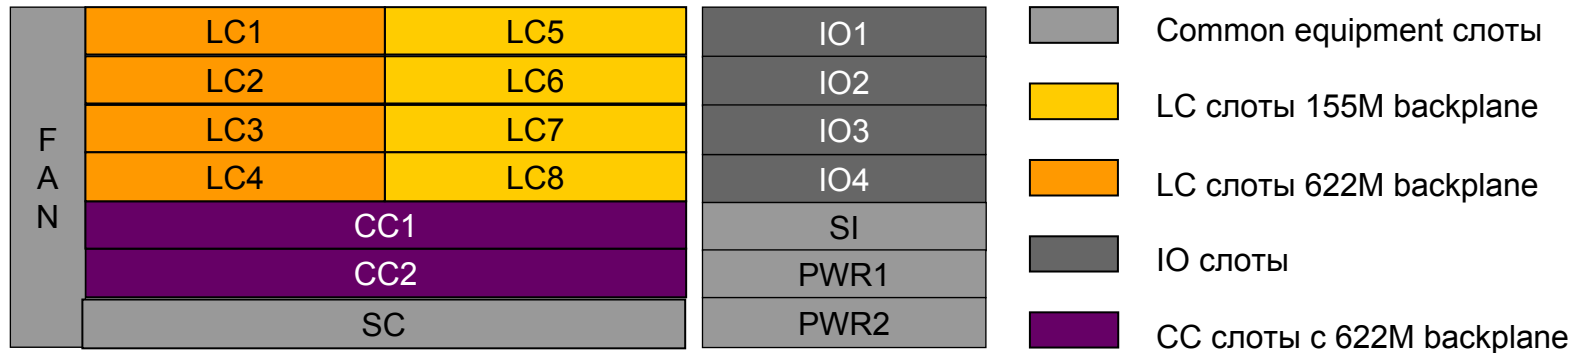 FAN
LC1 LC5
LC2 LC6
LC3 LC7
LC4 LC8
CC1
CC2
SC
IO1
IO2
IO3
IO4
SI
PWR1
PWR2
Common equipment слоты
LC слоты 155M backplane
LC слоты 622M backplane
IO слоты
CC слоты с 622M backplane